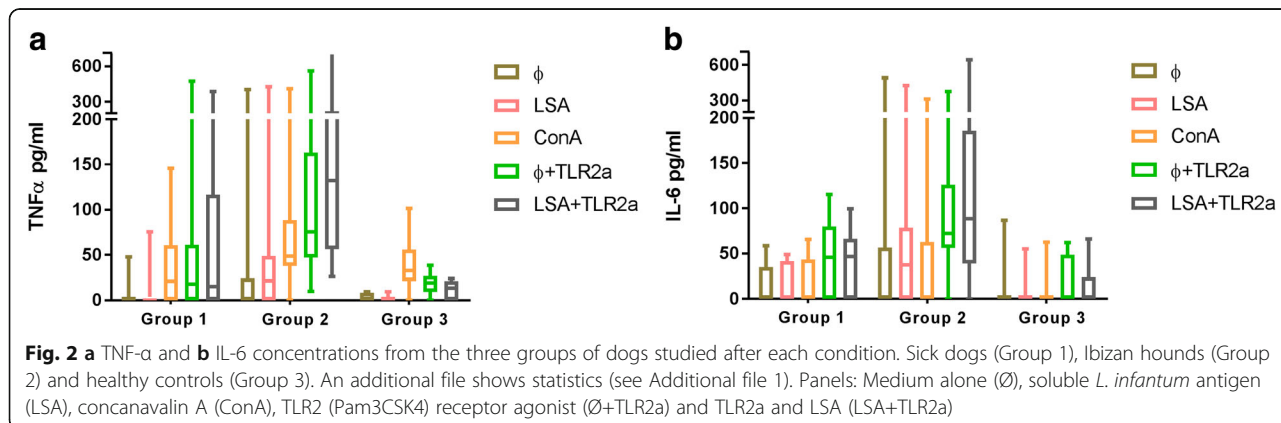 a
TNFα pg/ml
600
300
200
150
100
50
0
Group 1 Group 2 Group 3
ϕ
LSA
ConA
ϕ+TLR2a
LSA+TLR2a
b
IL-6 pg/ml
600
300
200
150
100
50
0
Group 1 Group 2 Group 3
ϕ
LSA
ConA
ϕ+TLR2a
LSA+TLR2a
Fig. 2 a TNF-α and b IL-6 concentrations from the three groups of dogs studied after each condition. Sick dogs (Group 1), Ibizan hounds (Group
2) and healthy controls (Group 3). An additional file shows statistics (see Additional file 1). Panels: Medium alone (Ø), soluble L. infantum antigen
(LSA), concanavalin A (ConA), TLR2 (Pam3CSK4) receptor agonist (Ø+TLR2a) and TLR2a and LSA (LSA+TLR2a)